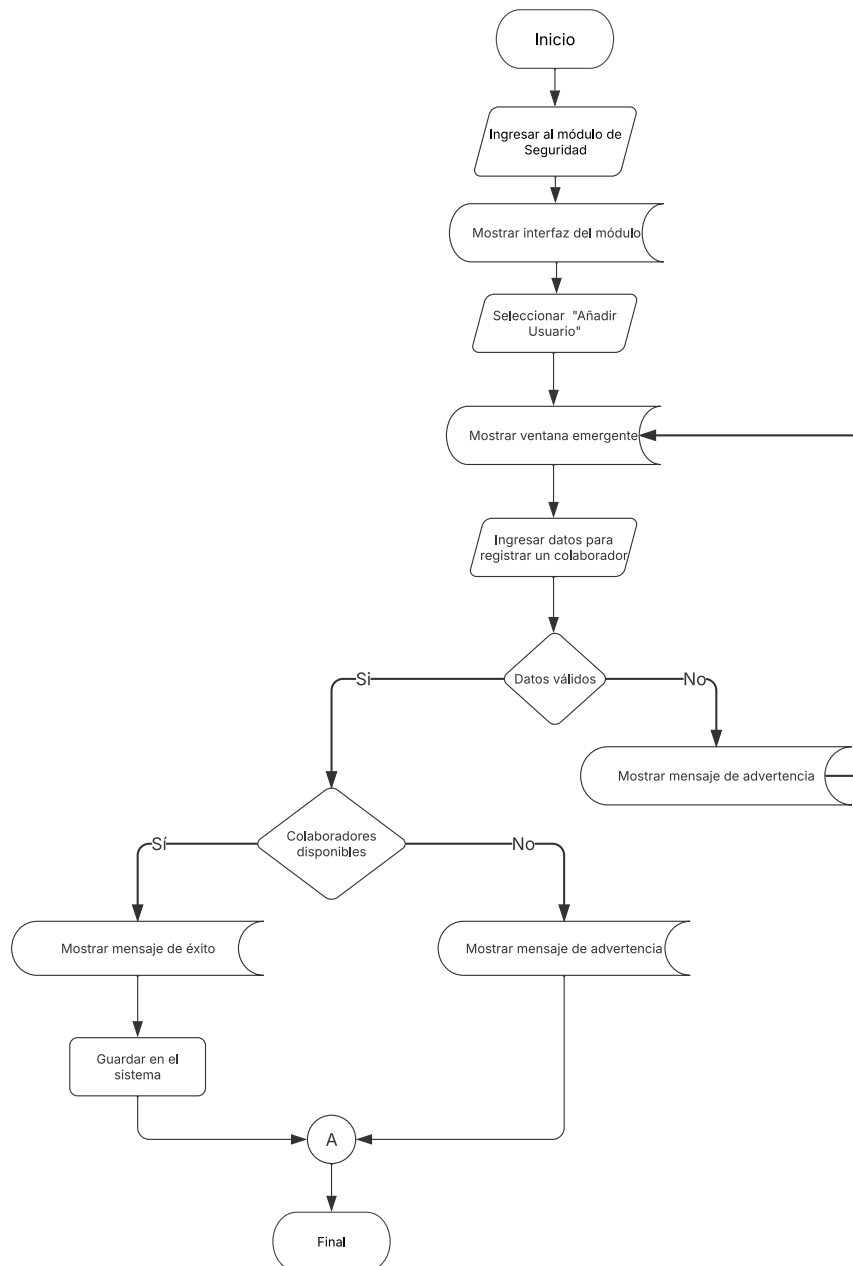 Inicio
Ingresar al módulo de
Seguridad
Mostrar interfaz del módulo
Seleccionar "Añadir
Usuario"
Mostrar ventana emergente
Ingresar datos para
registrar un colaborador
Datos válidos
Si
No
Mostrar mensaje de advertencia
Colaboradores
disponibles
Sí
No
Mostrar mensaje de éxito
Mostrar mensaje de advertencia
Guardar en el
sistema
A
Final